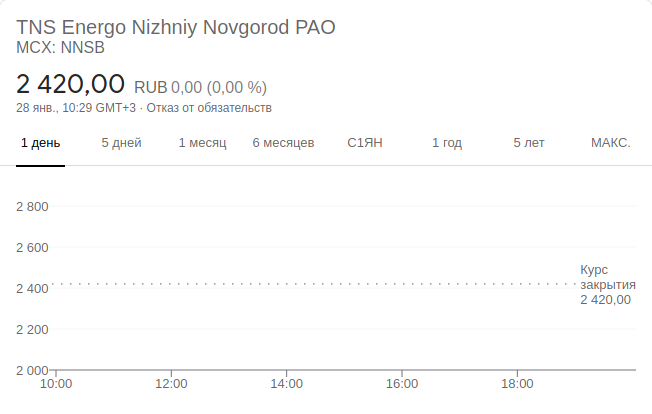 TNS Energo Nizhniy Novgorod PAO
MCX: NNSB
2 420,00 RUB 0,00 (0,00 %)
28 янв., 10:29 GMT+3 · Отказ от обязательств
1 день 5 дней 1 месяц 6 месяцев С1ЯН 1 год 5 лет МАКС.
2 800
2 600
Курс
закрытия
2 420,00
2 400
2 200
2 000
10:00 12:00 14:00 16:00 18:00